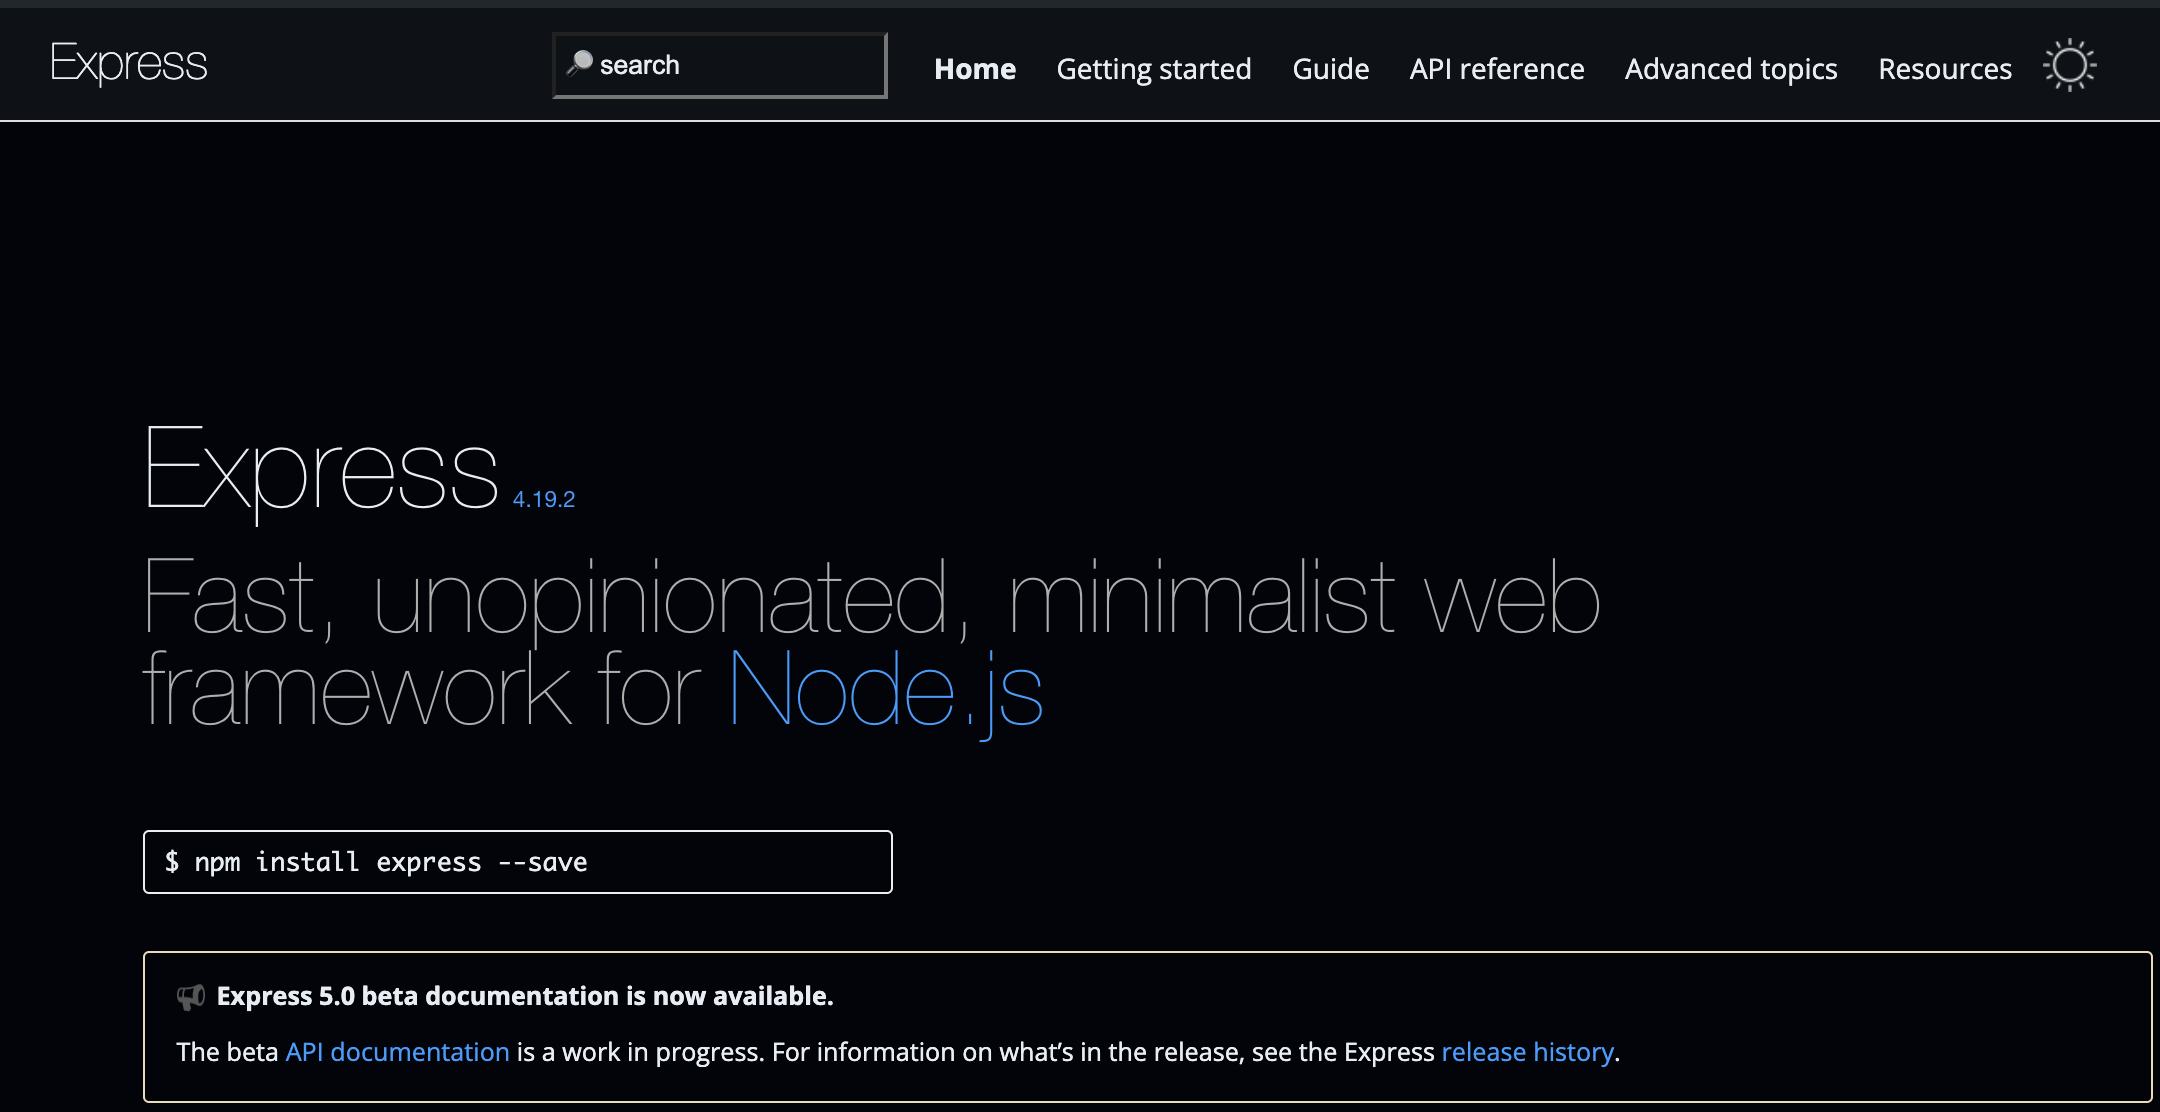 Express
search
Home Getting started Guide API reference Advanced topics Resources
Express 4.19.2
Fast, unopinionated, minimalist web
framework for Node.js
$ npm install express --save
Express 5.0 beta documentation is now available.
The beta API documentation is a work in progress. For information on what’s in the release, see the Express release history.